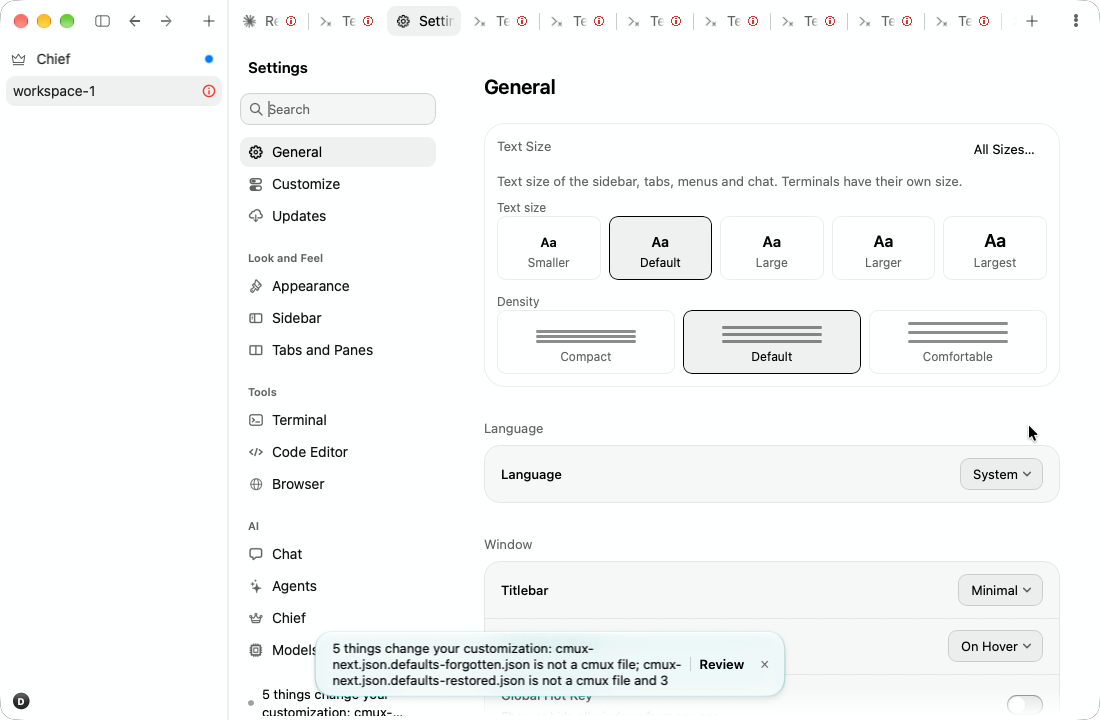 Te
Settir
Te
Te
Te
Te
Te
Te
Te
Chief
workspace-1
Settings
Search
General
Customize
Updates
Look and Feel
Appearance
Sidebar
Tabs and Panes
Tools
Terminal
Code Editor
Browser
AI
Chat
Agents
Chief
Models
5 things change your
customization: cmux-...
General
Text Size
All Sizes...
Text size of the sidebar, tabs, menus and chat. Terminals have their own size.
Text size
Aa
Smaller
Aa
Default
Aa
Large
Aa
Larger
Aa
Largest
Density
Compact
Default
Comfortable
Language
Language
System
Window
Titlebar
Minimal
On Hover
5 things change your customization: cmux-
next.json.defaults-forgotten.json is not a cmux file; cmux-
next.json.defaults-restored.json is not a cmux file and 3
Review
Global Hot Key
D